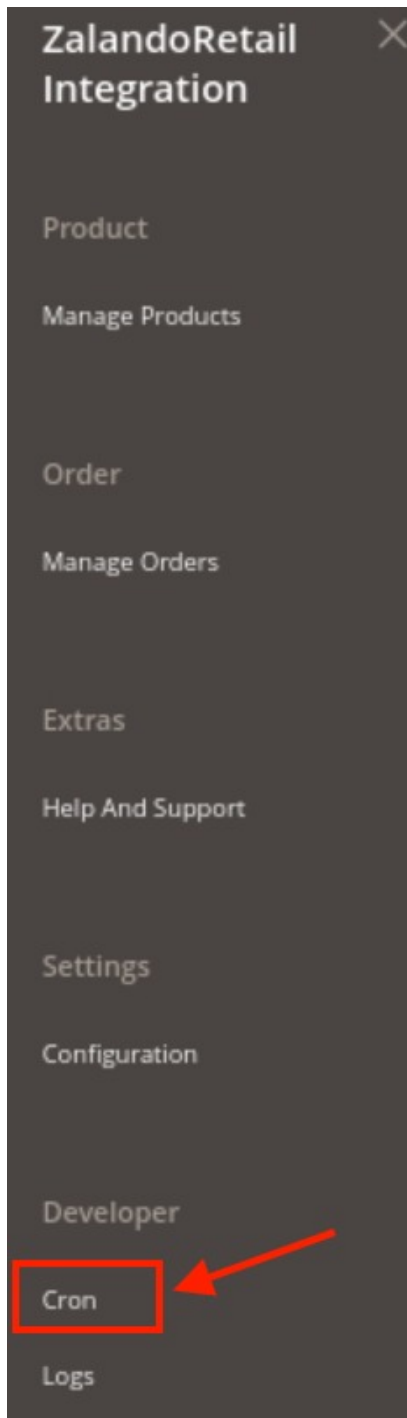 ZalandoRetail
Integration
Product
Manage Products
Order
Manage Orders
Extras
Help And Support
Settings
Configuration
Developer
Cron
Logs